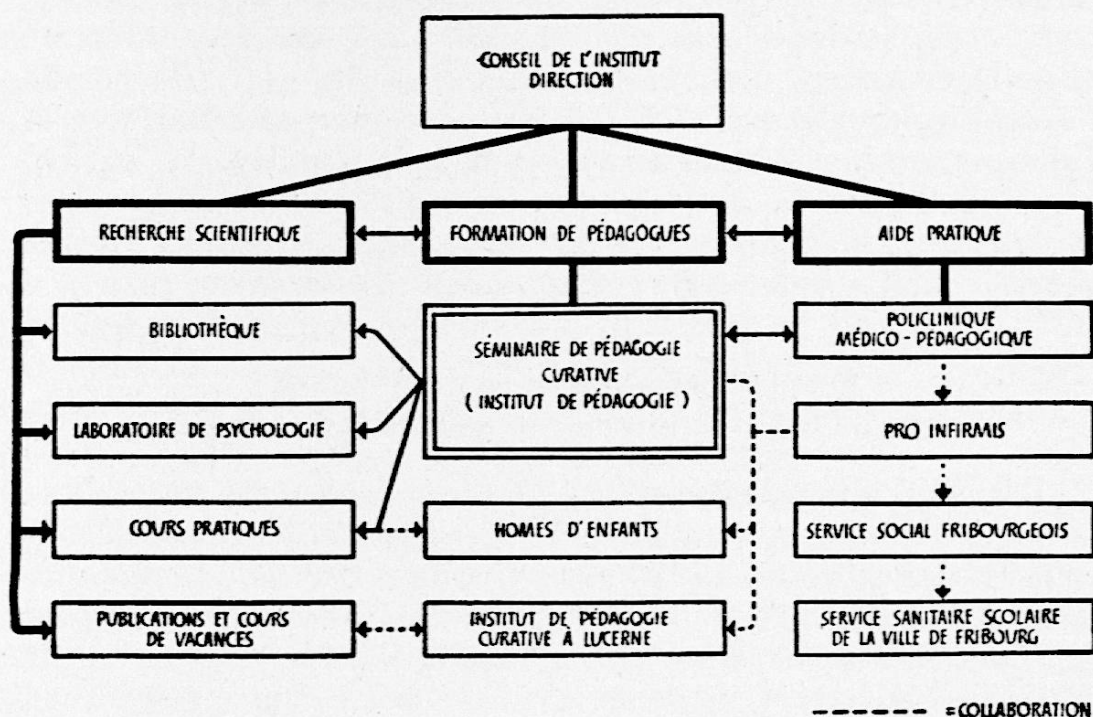 CONSEIL DE L'INSTITUT
DIRECTION
RECHERCHE SCIENTIFIQUE
FORMATION DE PÉDAGOGUES
AIDE PRATIQUE
BIBLIOTHÈQUE
SÉMINAIRE DE PÉDAGOGIE
CURATIVE
( INSTITUT DE PÉDAGOGIE )
POLICLINIQUE
MÉDICO - PÉDAGOGIQUE
LABORATOIRE DE PSYCHOLOGIE
PRO INFIRMIS
COURS PRATIQUES
HOMES D'ENFANTS
SERVICE SOCIAL FRIBOURGEOIS
PUBLICATIONS ET COURS
DE VACANCES
INSTITUT DE PÉDAGOGIE
CURATIVE À LUCERNE
SERVICE SANITAIRE SCOLAIRE
DE LA VILLE DE FRIBOURG
= COLLABORATION